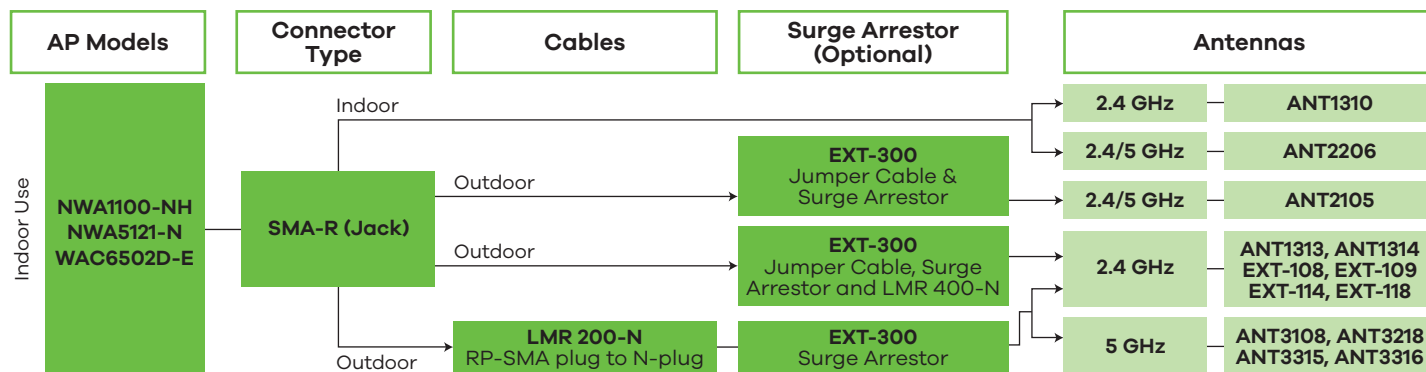 AP Models
Connector
Type
Cables
Surge Arrestor
(Optional)
Antennas
Indoor Use
NWA1100-NH
NWA5121-N
WAC6502D-E
SMA-R (Jack)
Indoor
2.4 GHz
ANT1310
2.4/5 GHz
ANT2206
Outdoor
EXT-300
Jumper Cable &
Surge Arrestor
2.4/5 GHz
ANT2105
Outdoor
EXT-300
Jumper Cable, Surge
Arrestor and LMR 400-N
2.4 GHz
ANT1313, ANT1314
EXT-108, EXT-109
EXT-114, EXT-118
Outdoor
LMR 200-N
RP-SMA plug to N-plug
EXT-300
Surge Arrestor
5 GHz
ANT3108, ANT3218
ANT3315, ANT3316